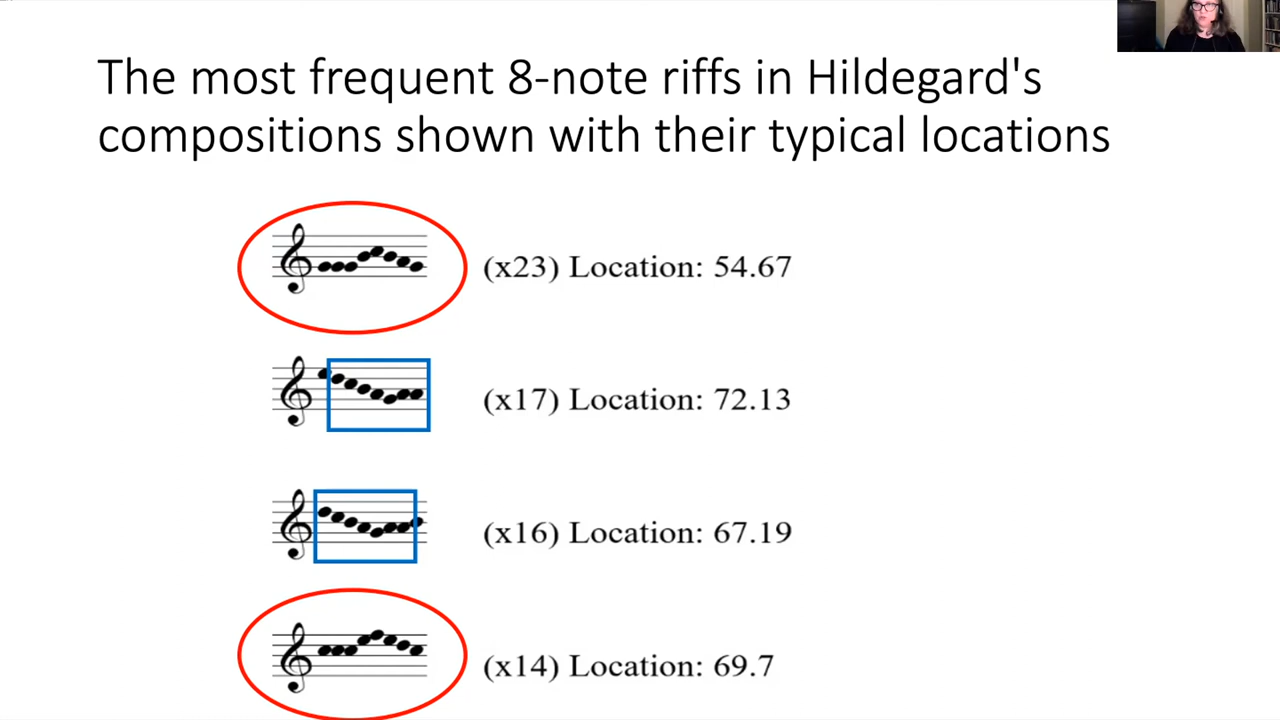 The most frequent 8-note riffs in Hildegard's
compositions shown with their typical locations
(x23) Location: 54.67
(x17) Location: 72.13
(x16) Location: 67.19
(x14) Location: 69.7